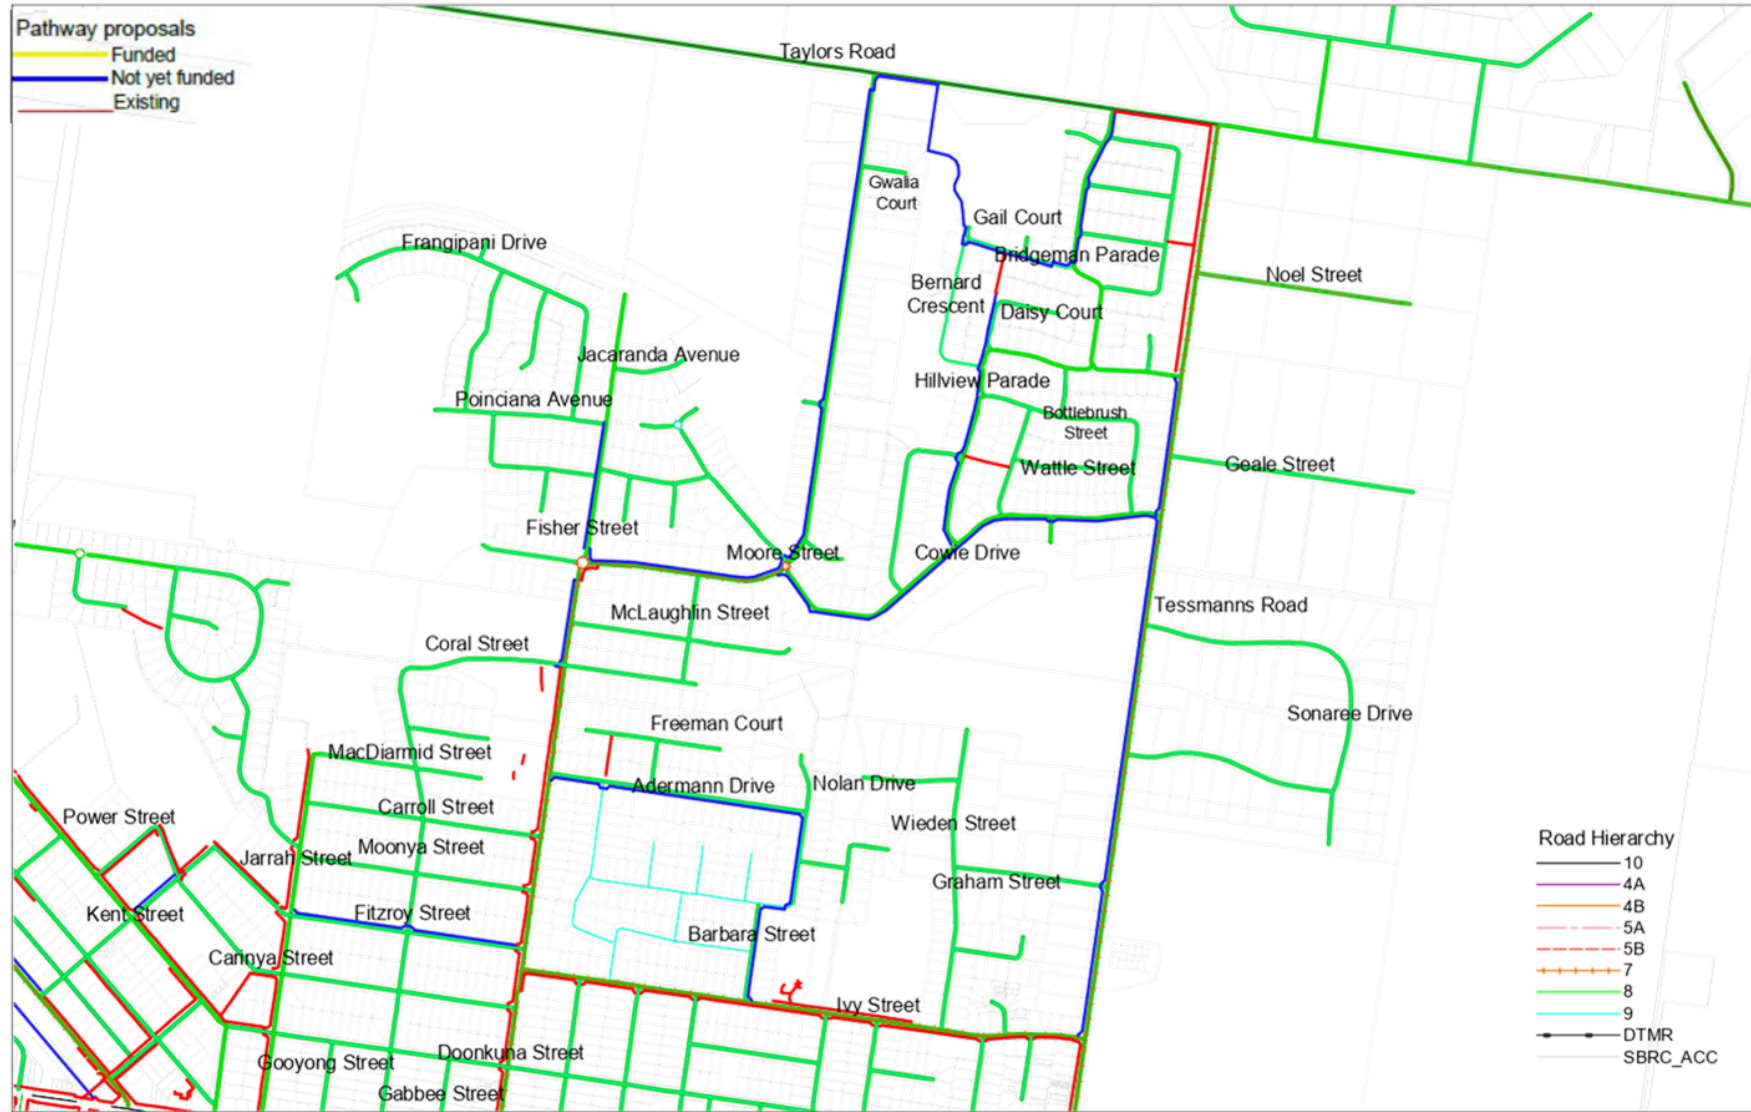 Pathway proposals
Funded
Not yet funded
Existing
Taylors Road
Gwalia
Court
Gail Court
Frangipani Drive
Bridgeman Parade
Noel Street
Bernard
Crescent
Daisy Court
Jacaranda Avenue
Hillview Parade
Poinciana Avenue
Bottlebrush
Street
Wattle Street
Geale Street
Fisher Street
Moore Street
Cowie Drive
McLaughlin Street
Tessmanns Road
Coral Street
Sonaree Drive
Freeman Court
MacDiarmid Street
Adermann Drive
Nolan Drive
Carroll Street
Power Street
Wieden Street
Moonya Street
Jarrah Street
Graham Street
Kent Street
Fitzroy Street
Barbara Street
Carinya Street
Ivy Street
Doonkuna Street
Gooyong Street
Gabbee Street
Road Hierarchy
10
4A
4B
5A
5B
7
8
9
DTMR
SBRC_ACC